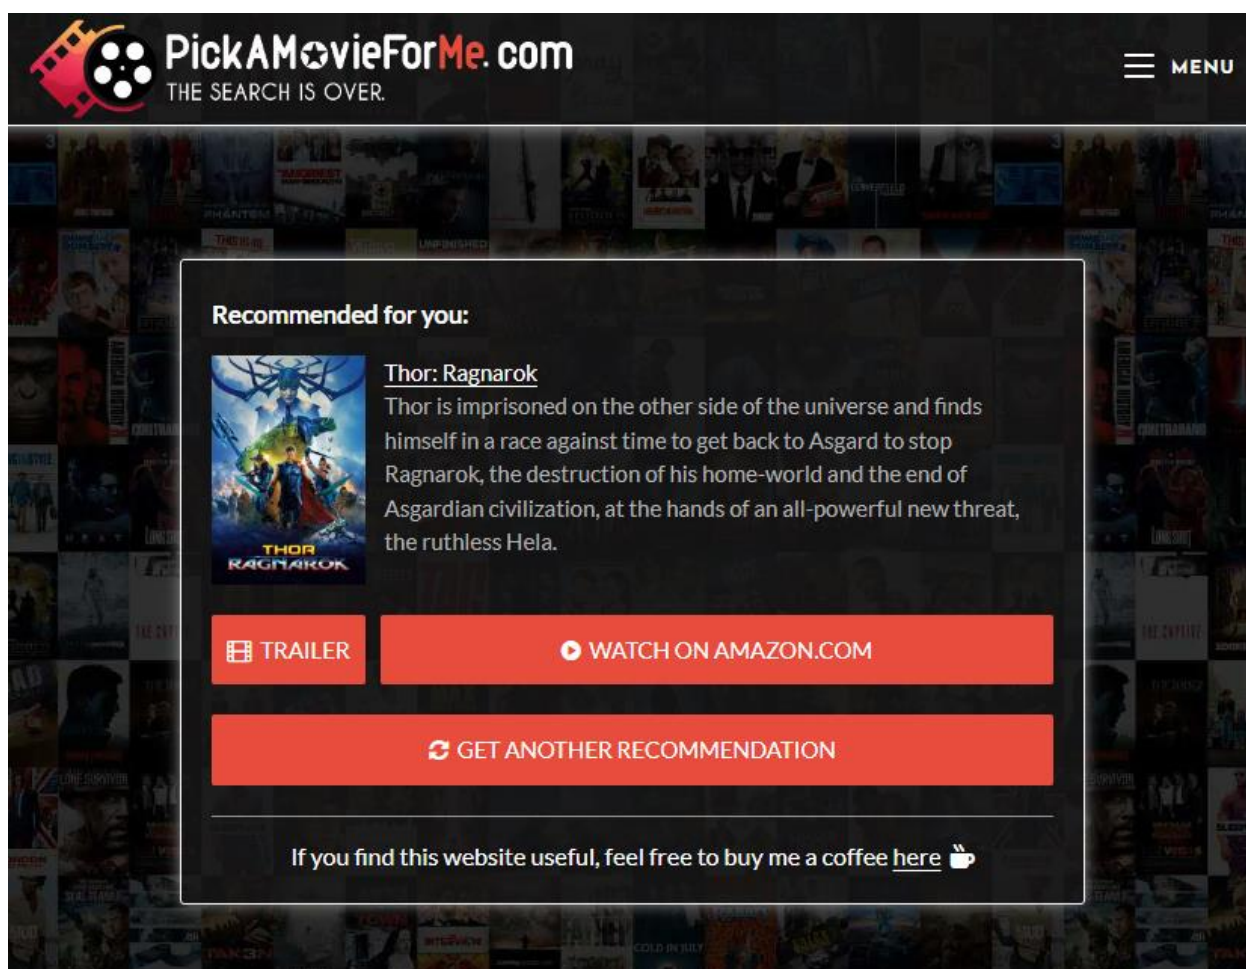 PickAMovieForMe.com
THE SEARCH IS OVER.
MENU
Recommended for you:
Thor: Ragnarok
Thor is imprisoned on the other side of the universe and finds
himself in a race against time to get back to Asgard to stop
Ragnarok, the destruction of his home-world and the end of
Asgardian civilization, at the hands of an all-powerful new threat,
the ruthless Hela.
THOR
RAGNAROK
TRAILER
WATCH ON AMAZON.COM
GET ANOTHER RECOMMENDATION
If you find this website useful, feel free to buy me a coffee here